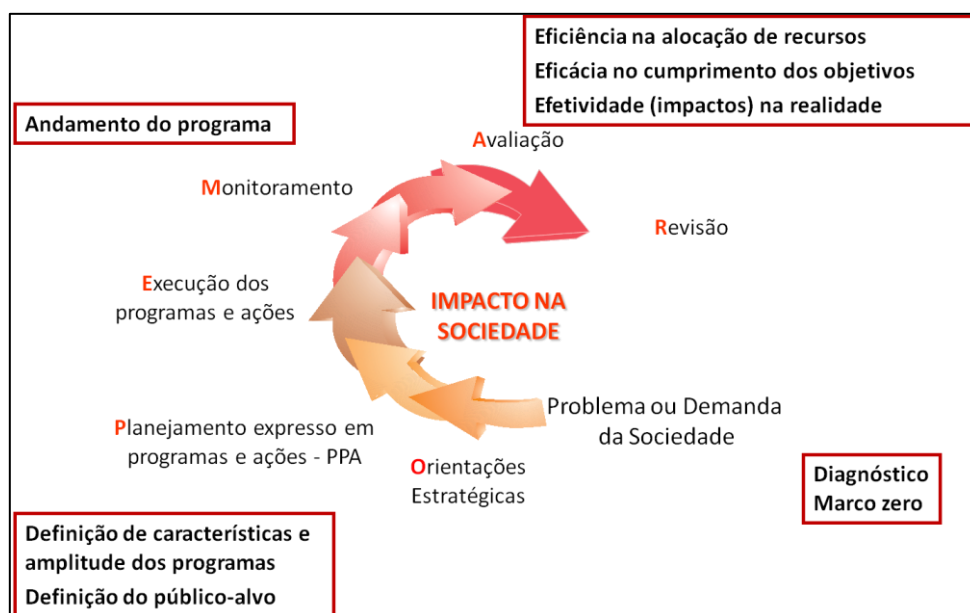 Eficiência na alocação de recursos
Eficácia no cumprimento dos objetivos
Efetividade (impactos) na realidade
Andamento do programa
Avaliação
Monitoramento
Revisão
Execução dos
programas e ações
IMPACTO NA
SOCIEDADE
Problema ou Demanda
da Sociedade
Planejamento expresso em
programas e ações - PPA
Orientações
Estratégicas
Diagnóstico
Marco zero
Definição de características e
amplitude dos programas
Definição do público-alvo